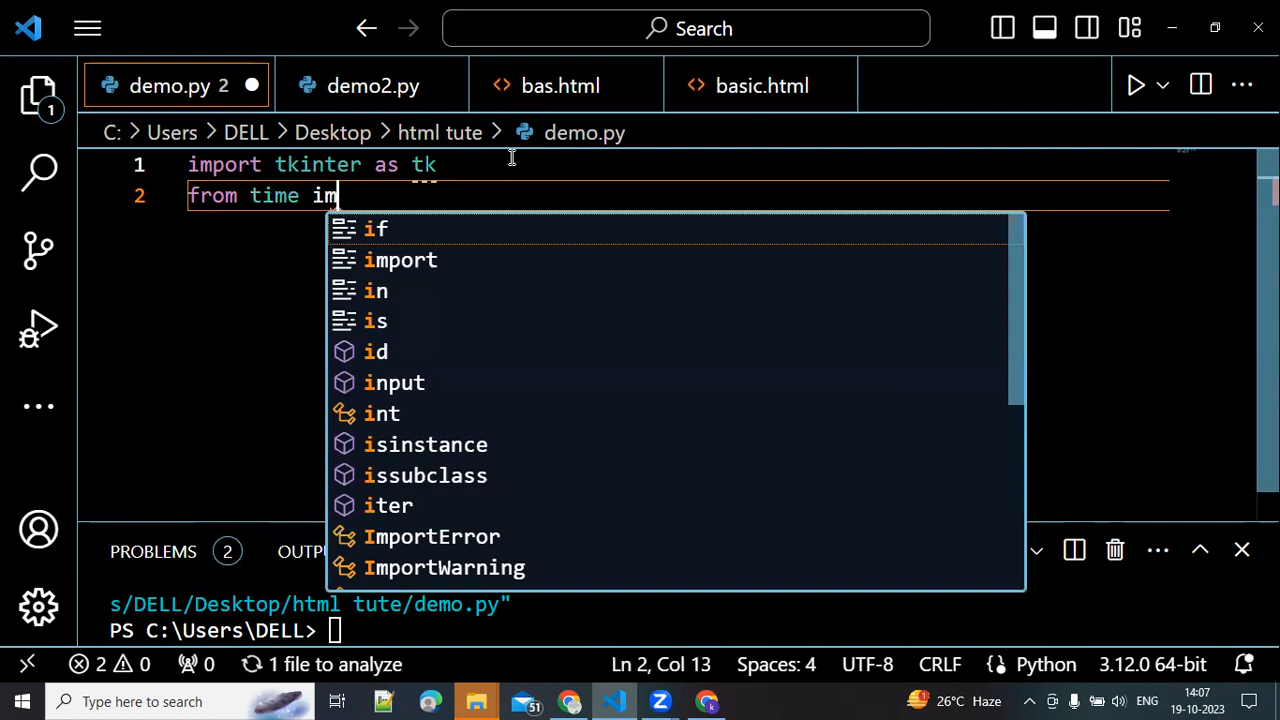 Search
demo.py 2
demo2.py
bas.html
basic.html
C: > Users > DELL > Desktop > html tute > demo.py
1 import tkinter as tk
2 from time im
if
import
in
is
id
input
int
isinstance
issubclass
iter
ImportError
ImportWarning
1
PROBLEMS 2 OUTPU
s/DELL/Desktop/html tute/demo.py"
PS C:\Users\DELL>
2 0 0 1 file to analyze Ln 2, Col 13 Spaces: 4 UTF-8 CRLF Python 3.12.0 64-bit
Type here to search 51 26°C Haze ENG 14:07
19-10-2023